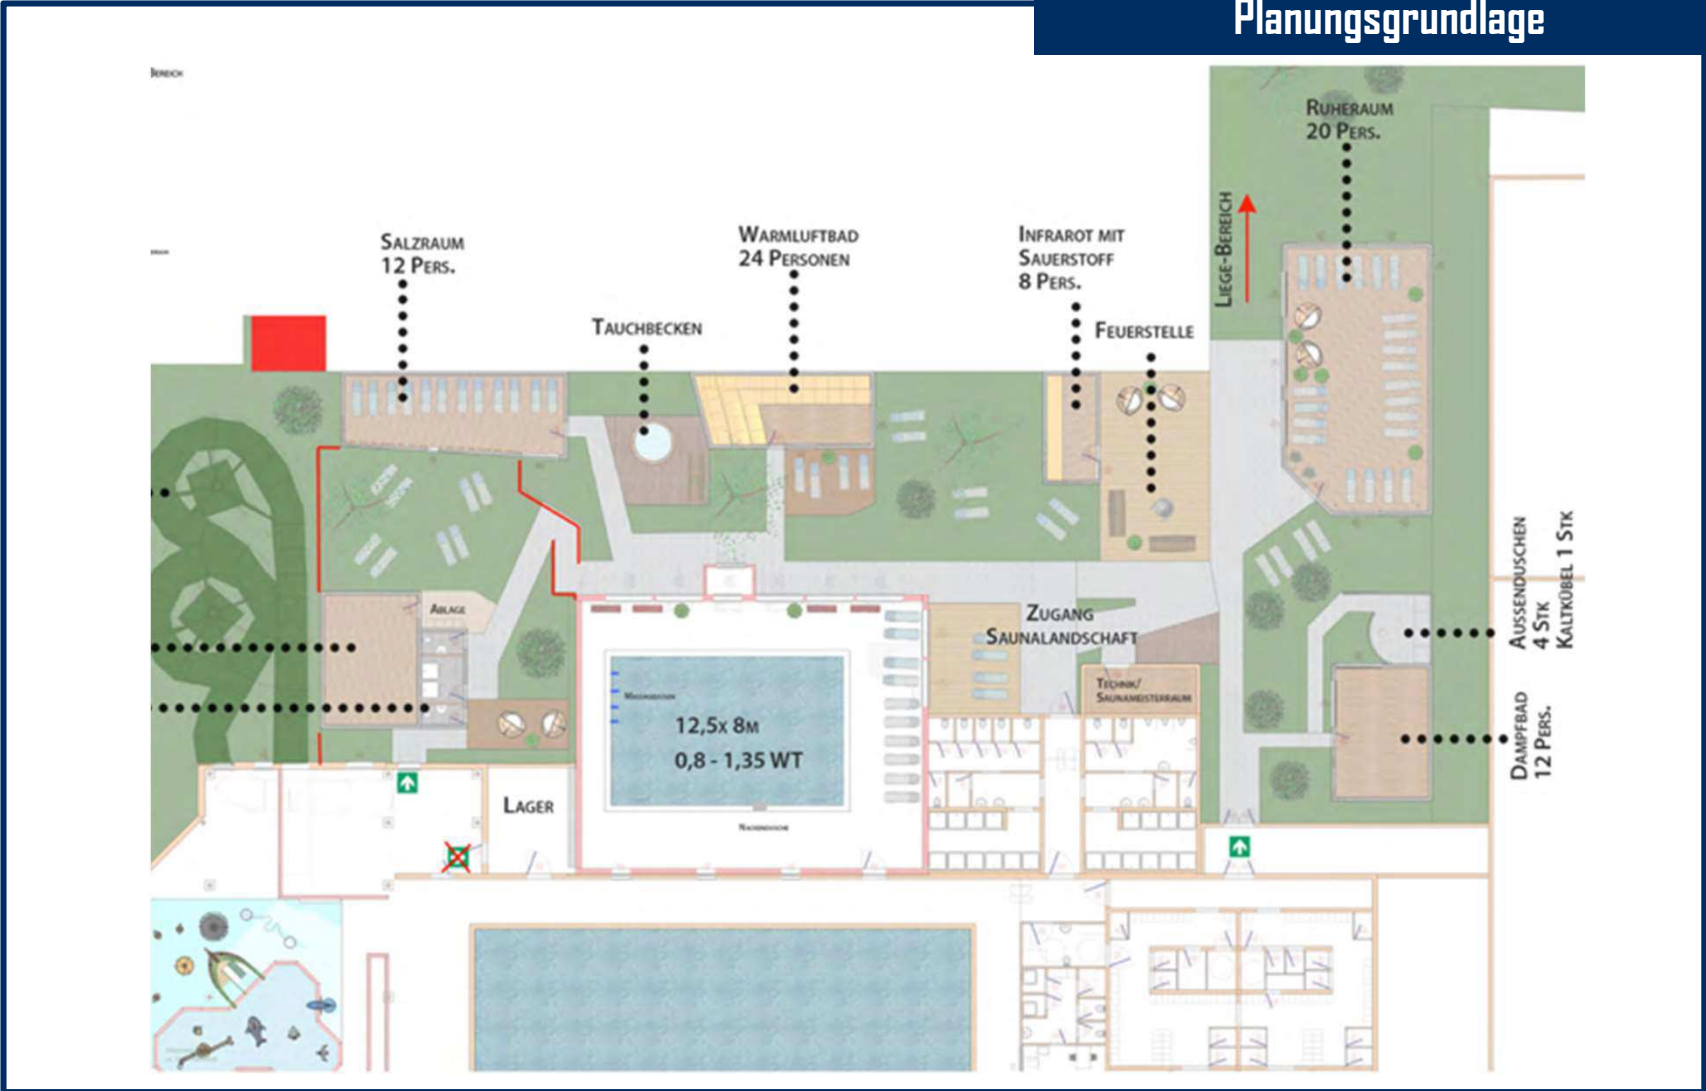 Planungsgrundlage
Bereich
Ruheraum
20 Pers.
Liege-Bereich
Salzraum
12 Pers.
Warmluftbad
24 Personen
Infrarot mit
Sauerstoff
8 Pers.
Tauchbecken
Feuerstelle
Aussenduschen
4 Stk
Kaltkübel 1 Stk
Ablage
Zugang
Saunalandschaft
Technik/
Saunameisterraum
12,5x 8m
0,8 - 1,35 WT
Dampfbad
12 Pers.
Lager
Nackendusche